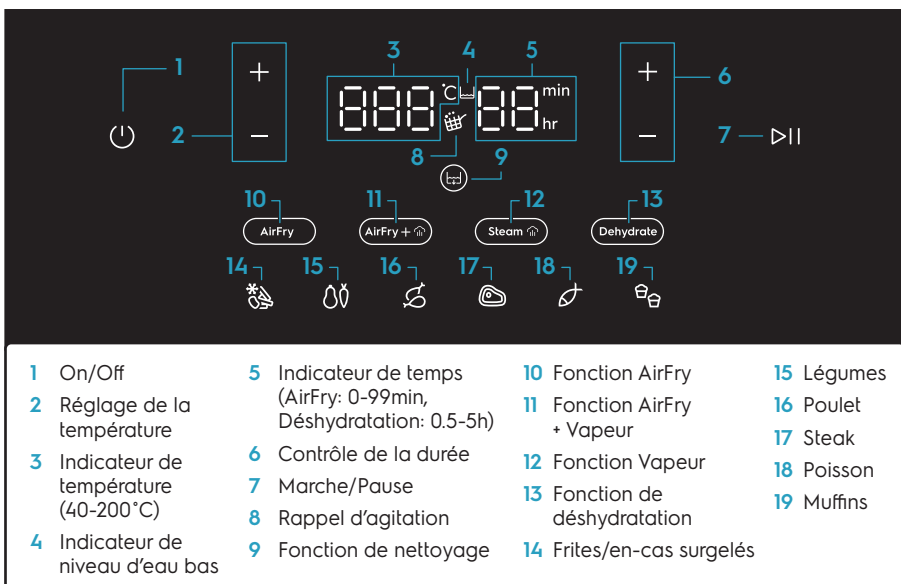 3
4
5
1
6
+
+
888
°C
88
min
hr
2
−
−
7
8
9
10
11
12
13
AirFry
AirFry +
Steam
Dehydrate
14
15
16
17
18
19
1 On/Off
2 Réglage de la
température
3 Indicateur de
température
(40-200˚C)
4 Indicateur de
niveau d'eau bas
5 Indicateur de temps
(AirFry: 0-99min,
Déshydratation: 0.5-5h)
6 Contrôle de la durée
7 Marche/Pause
8 Rappel d'agitation
9 Fonction de nettoyage
10 Fonction AirFry
11 Fonction AirFry
+ Vapeur
12 Fonction Vapeur
13 Fonction de
déshydratation
14 Frites/en-cas surgelés
15 Légumes
16 Poulet
17 Steak
18 Poisson
19 Muffins